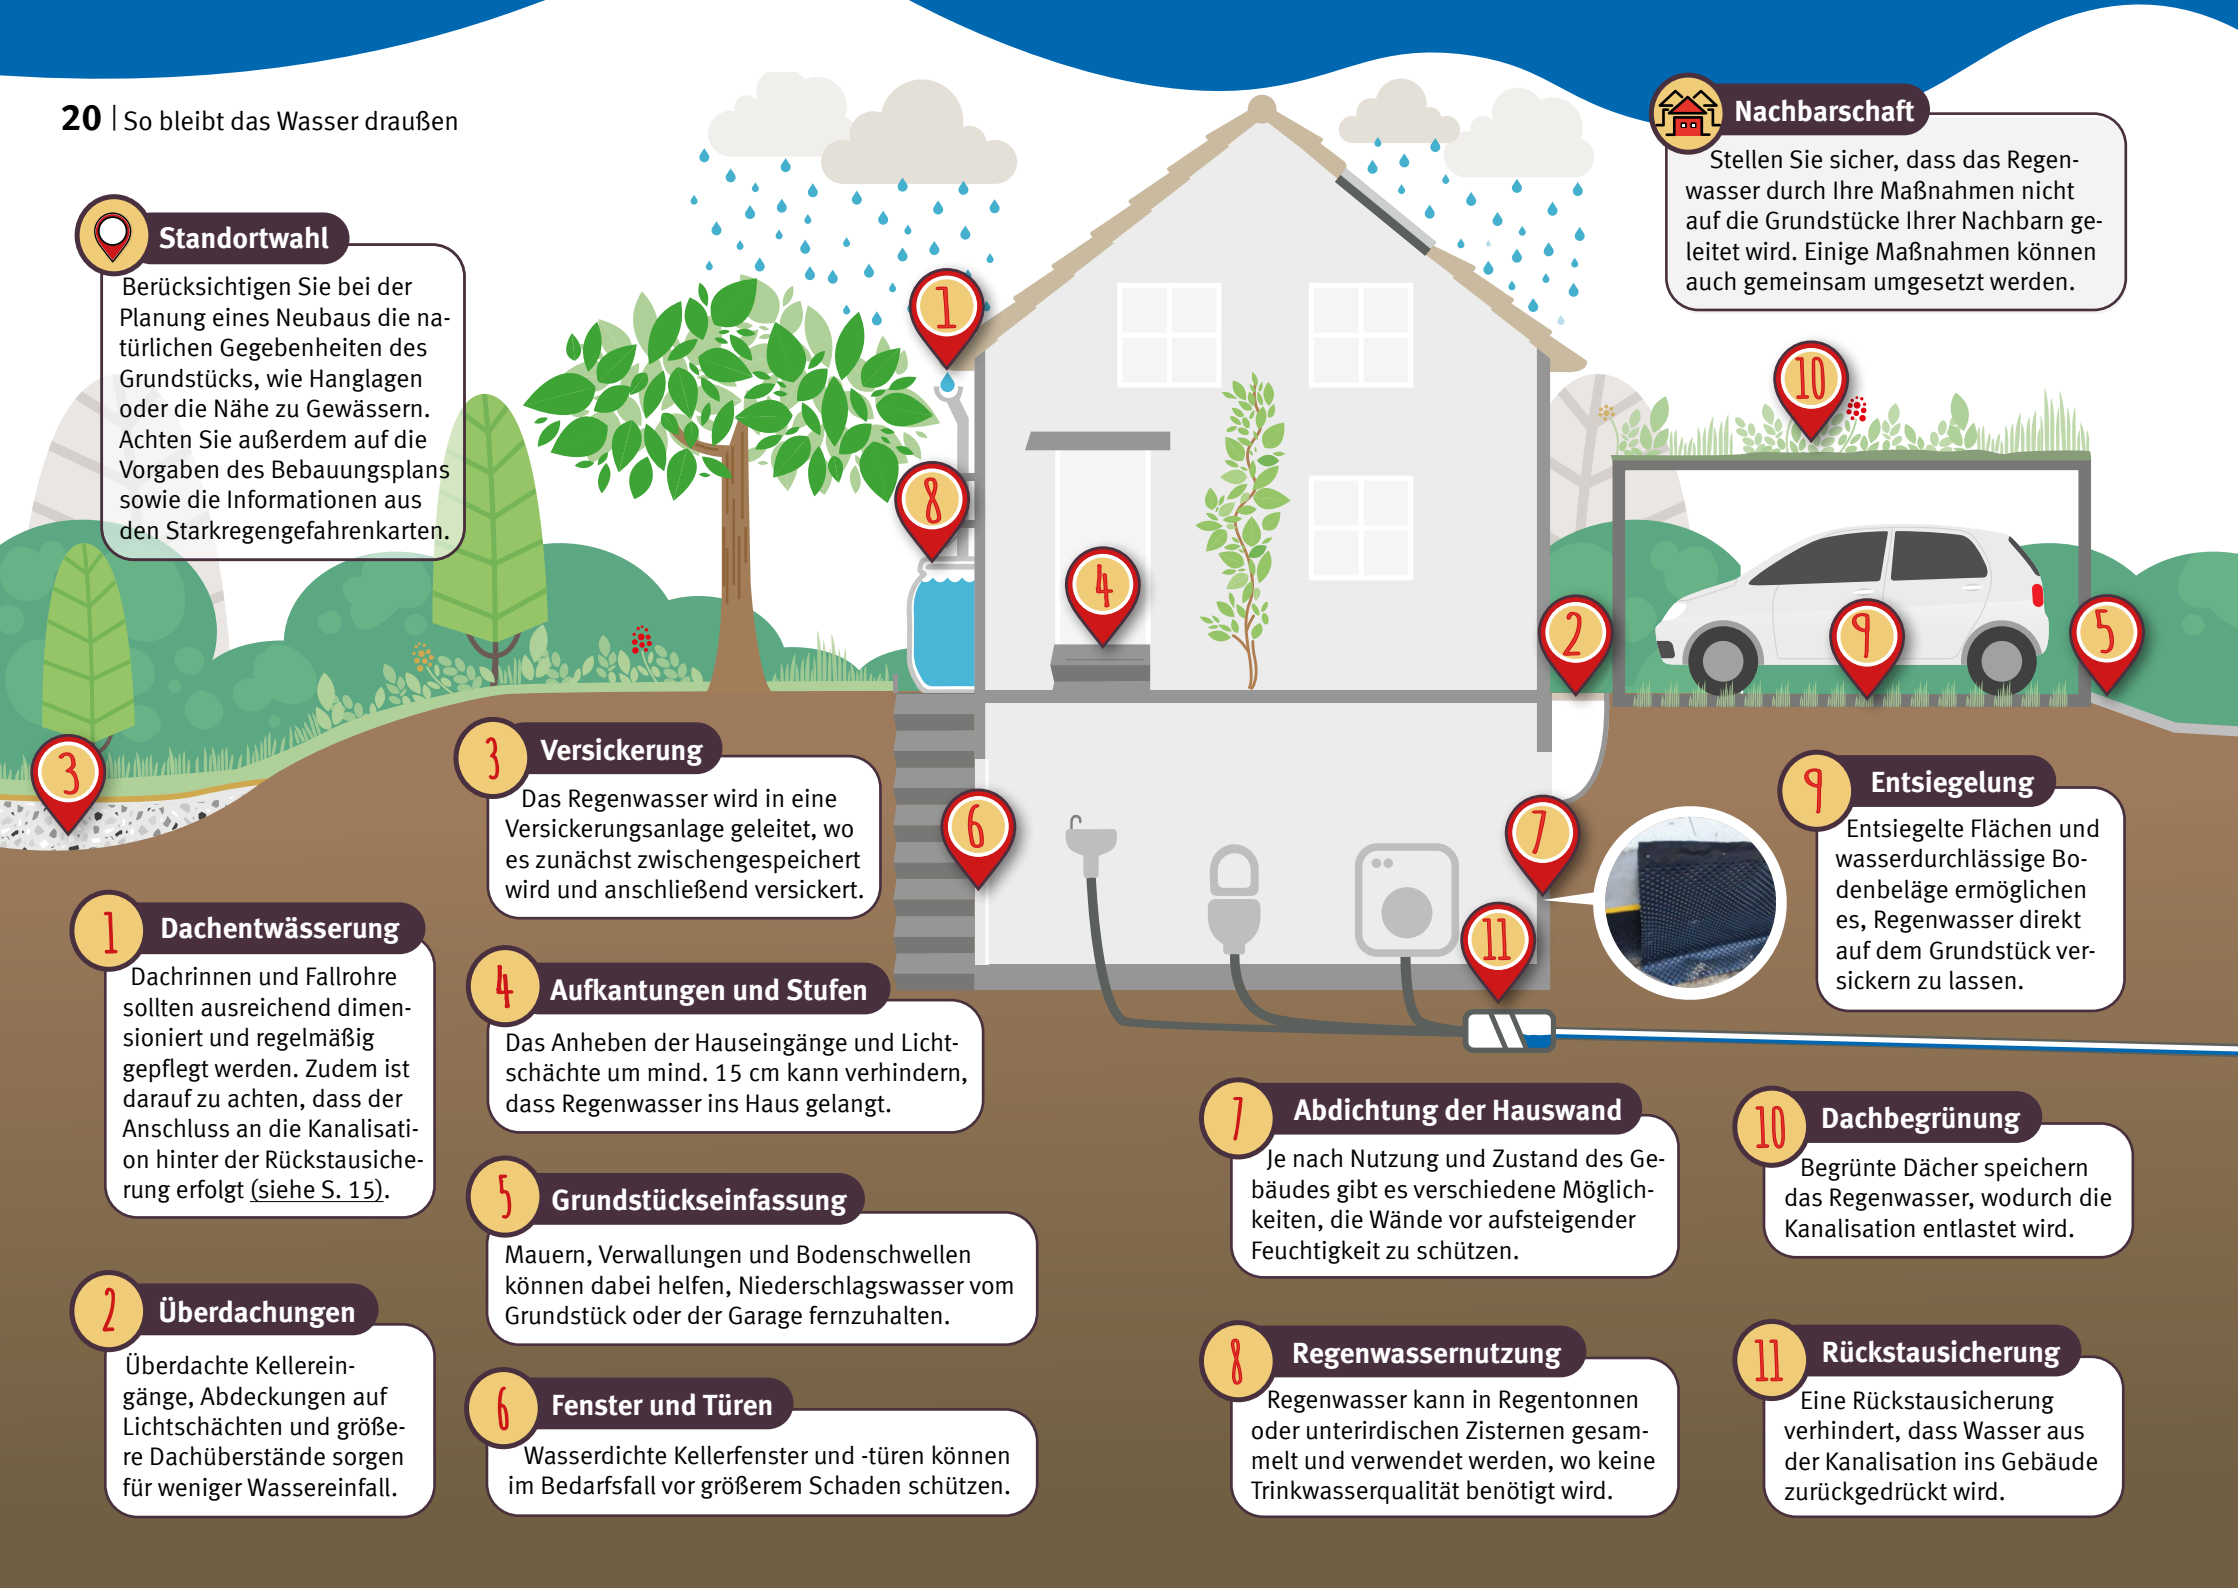 20 | So bleibt das Wasser draußen
Standortwahl
Berücksichtigen Sie bei der
Planung eines Neubaus die na-
türlichen Gegebenheiten des
Grundstücks, wie Hanglagen
oder die Nähe zu Gewässern.
Achten Sie außerdem auf die
Vorgaben des Bebauungsplans
sowie die Informationen aus
den Starkregengefahrenkarten.
Nachbarschaft
Stellen Sie sicher, dass das Regen-
wasser durch Ihre Maßnahmen nicht
auf die Grundstücke Ihrer Nachbarn ge-
leitet wird. Einige Maßnahmen können
auch gemeinsam umgesetzt werden.
1
10
8
4
2
9
5
3
6
7
11
1 Dachentwässerung
Dachrinnen und Fallrohre
sollten ausreichend dimen-
sioniert und regelmäßig
gepflegt werden. Zudem ist
darauf zu achten, dass der
Anschluss an die Kanalisati-
on hinter der Rückstausiche-
rung erfolgt (siehe S. 15).
2 Überdachungen
Überdachte Kellerein-
gänge, Abdeckungen auf
Lichtschächten und größe-
re Dachüberstände sorgen
für weniger Wassereinfall.
3 Versickerung
Das Regenwasser wird in eine
Versickerungsanlage geleitet, wo
es zunächst zwischengespeichert
wird und anschließend versickert.
4 Aufkantungen und Stufen
Das Anheben der Hauseingänge und Licht-
schächte um mind. 15 cm kann verhindern,
dass Regenwasser ins Haus gelangt.
5 Grundstückseinfassung
Mauern, Verwallungen und Bodenschwellen
können dabei helfen, Niederschlagswasser vom
Grundstück oder der Garage fernzuhalten.
6 Fenster und Türen
Wasserdichte Kellerfenster und -türen können
im Bedarfsfall vor größerem Schaden schützen.
7 Abdichtung der Hauswand
Je nach Nutzung und Zustand des Ge-
bäudes gibt es verschiedene Möglich-
keiten, die Wände vor aufsteigender
Feuchtigkeit zu schützen.
8 Regenwassernutzung
Regenwasser kann in Regentonnen
oder unterirdischen Zisternen gesam-
melt und verwendet werden, wo keine
Trinkwasserqualität benötigt wird.
9 Entsiegelung
Entsiegelte Flächen und
wasserdurchlässige Bo-
denbeläge ermöglichen
es, Regenwasser direkt
auf dem Grundstück ver-
sickern zu lassen.
10 Dachbegrünung
Begrünte Dächer speichern
das Regenwasser, wodurch die
Kanalisation entlastet wird.
11 Rückstausicherung
Eine Rückstausicherung
verhindert, dass Wasser aus
der Kanalisation ins Gebäude
zurückgedrückt wird.